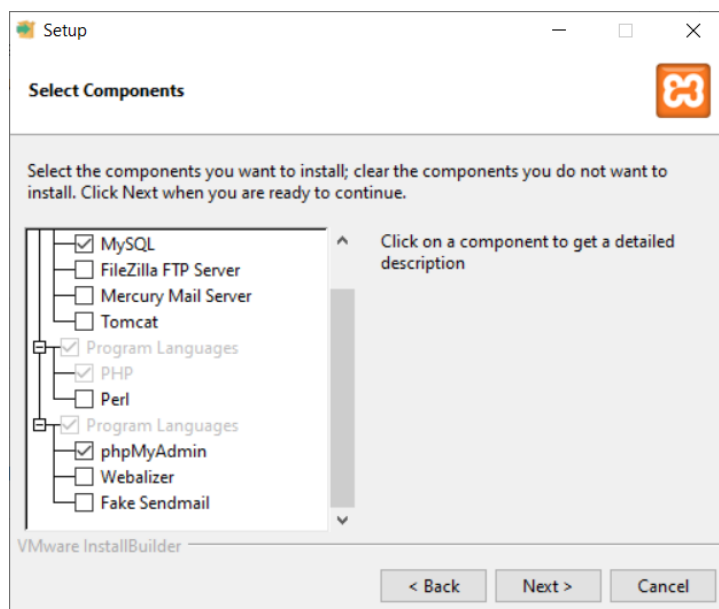 Setup
Select Components
Select the components you want to install; clear the components you do not want to
install. Click Next when you are ready to continue.
MySQL
FileZilla FTP Server
Mercury Mail Server
Tomcat
Program Languages
PHP
Perl
Program Languages
phpMyAdmin
Webalizer
Fake Sendmail
Click on a component to get a detailed
description
VMware InstallBuilder
< Back
Next >
Cancel